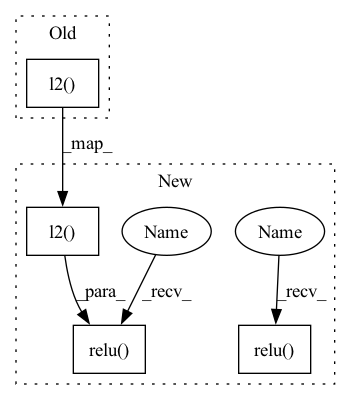 Old
l2()
_map_
New
l2()
Name
Name
_para_
_recv_
_recv_
relu()
relu()